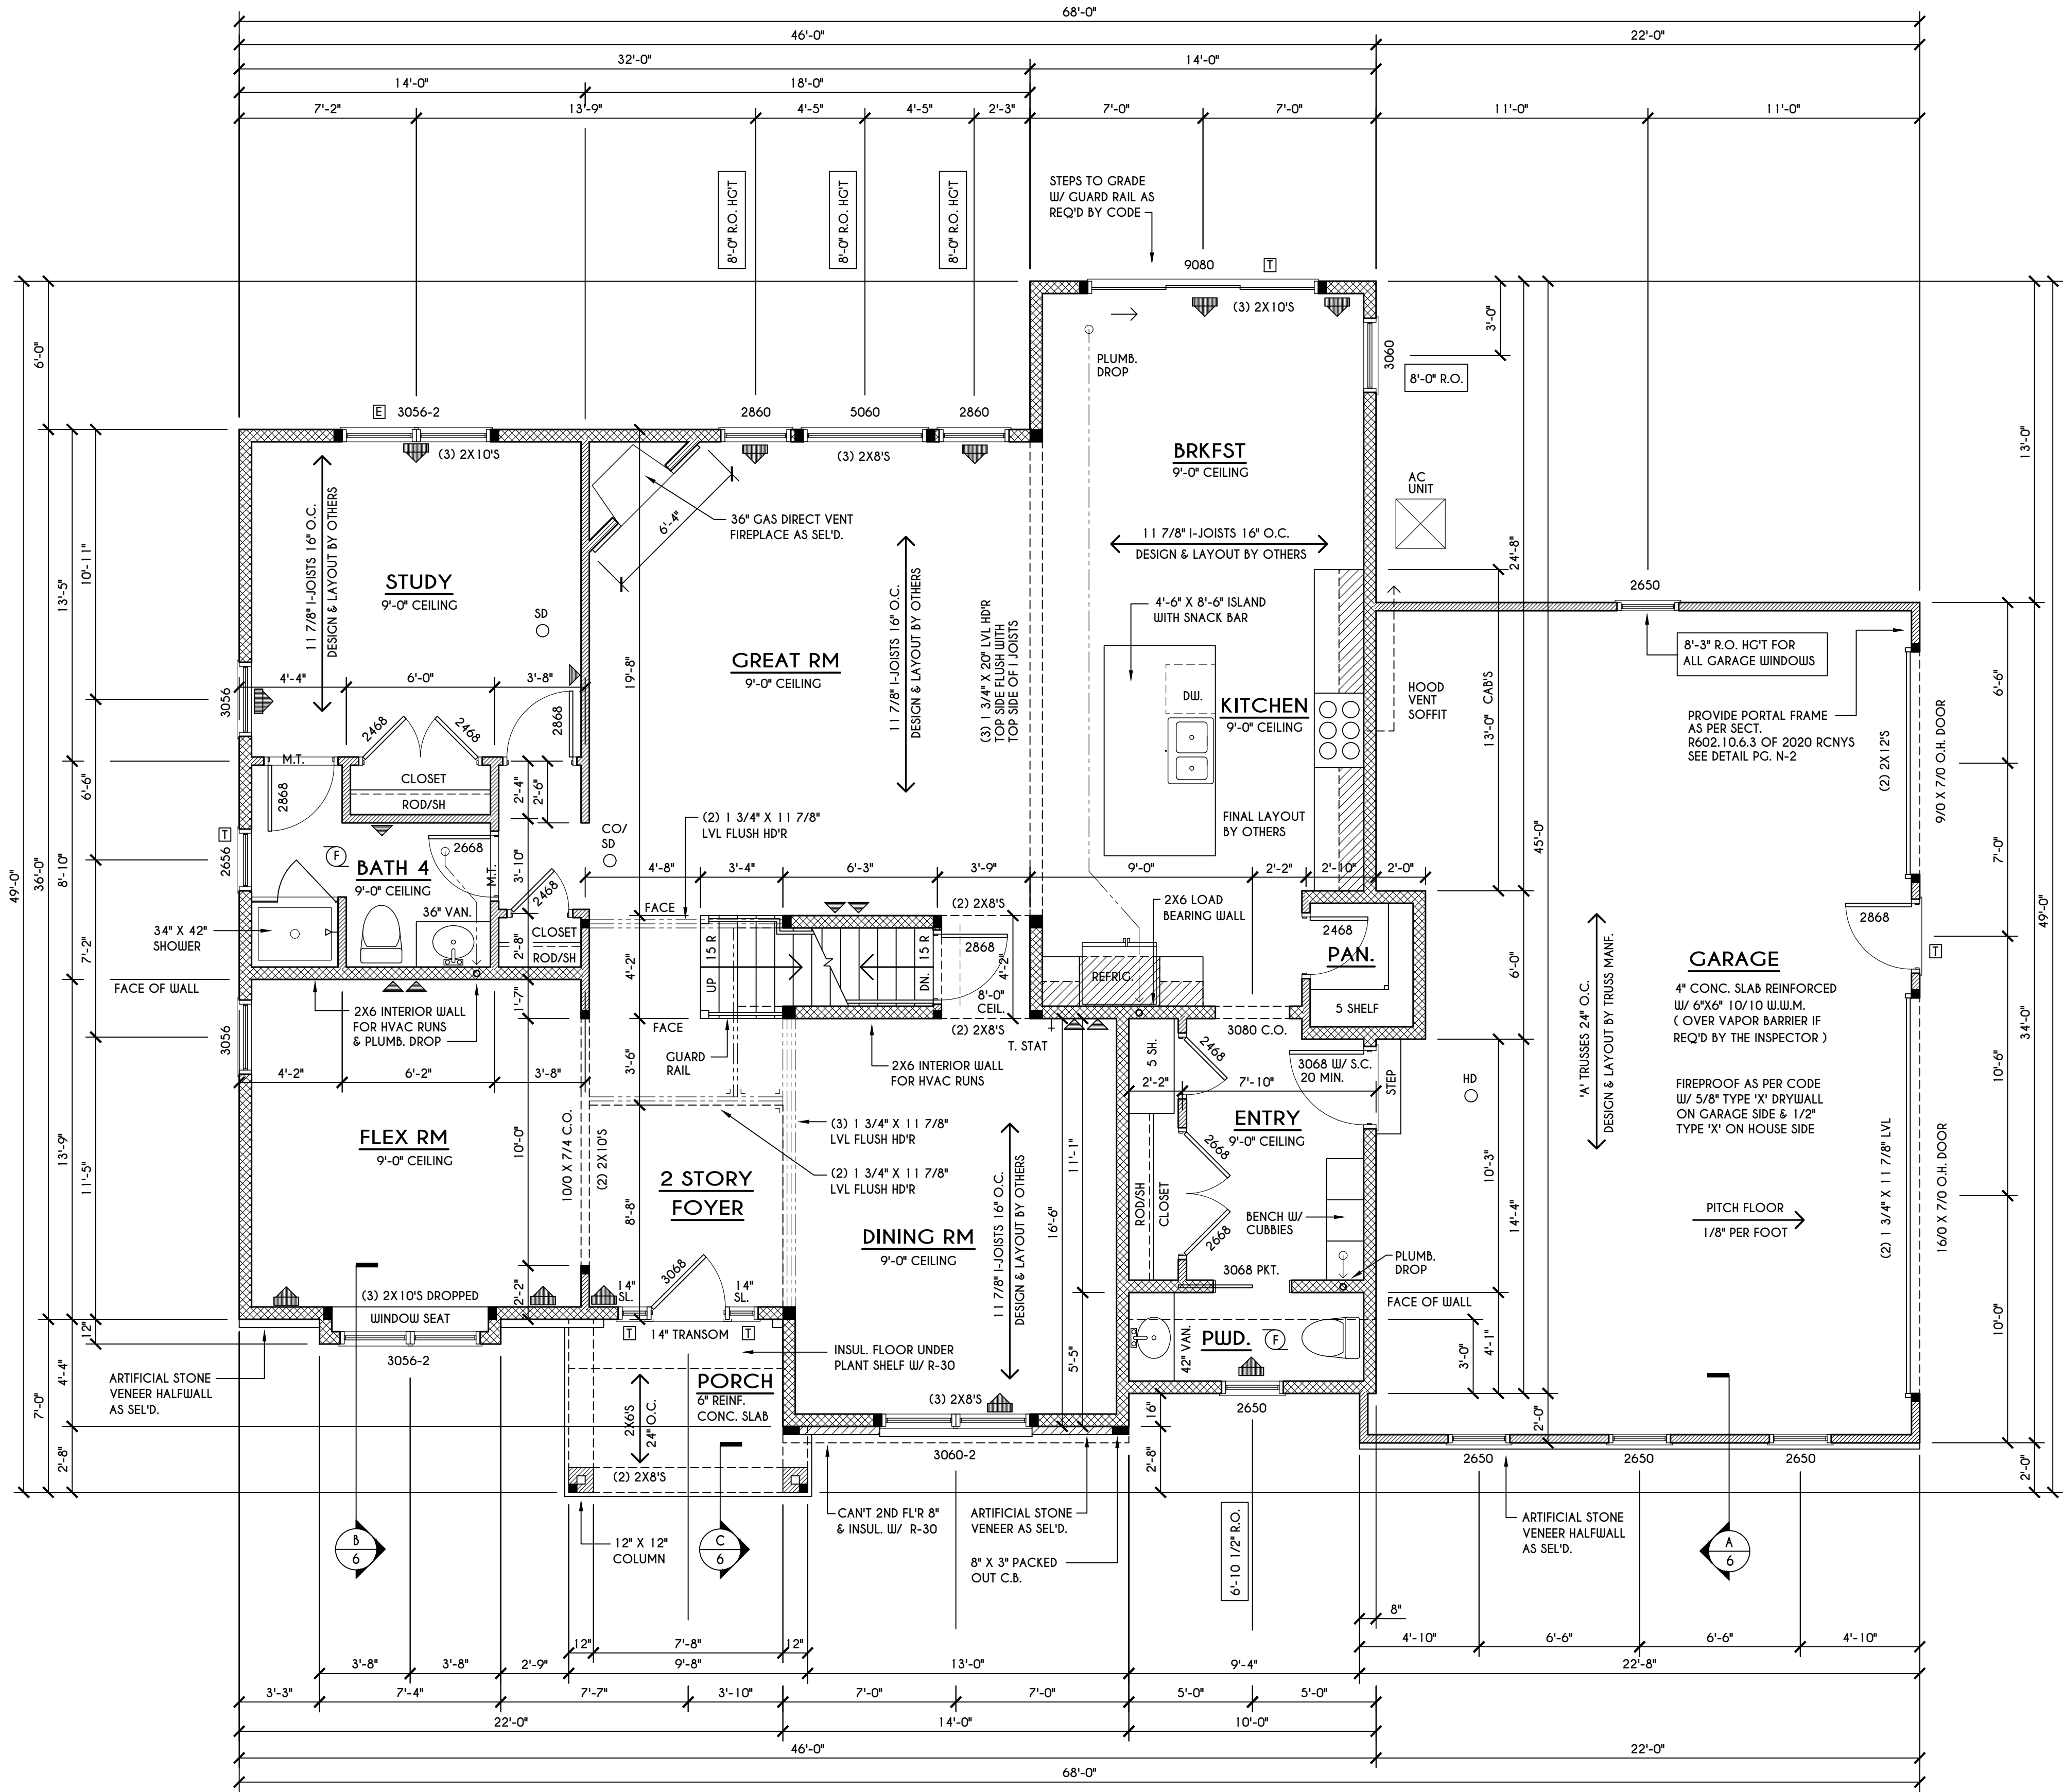 68'-0"
46'-0" 22'-0"
32'-0" 14'-0"
14'-0" 18'-0"
7'-2" 13'-9" 4'-5" 4'-5" 2'-3" 7'-0" 7'-0" 11'-0" 11'-0"
8'-0" R.O. HG'T
8'-0" R.O. HG'T
8'-0" R.O. HG'T
STEPS TO GRADE
W/ GUARD RAIL AS
REQ'D BY CODE
9080 T
(3) 2X10'S
3'-0"
6'-0"
PLUMB.
DROP
3060
8'-0" R.O.
E 3056-2
2860 5060 2860
(3) 2X10'S
(3) 2X8'S
BRKFST
9'-0" CEILING
13'-0"
AC
UNIT
36" GAS DIRECT VENT
FIREPLACE AS SEL'D.
6'-4"
11 7/8" I-JOISTS 16" O.C.
DESIGN & LAYOUT BY OTHERS
11 7/8" I-JOISTS 16" O.C.
DESIGN & LAYOUT BY OTHERS
24'-8"
10'-11"
13'-5"
STUDY
9'-0" CEILING
SD
2650
4'-6" X 8'-6" ISLAND
WITH SNACK BAR
11 7/8" I-JOISTS 16" O.C.
DESIGN & LAYOUT BY OTHERS
(3) 1 3/4" X 20" LVL HD'R
TOP SIDE FLUSH WITH
TOP SIDE OF I JOISTS
8'-3" R.O. HG'T FOR
ALL GARAGE WINDOWS
GREAT RM
9'-0" CEILING
19'-8"
4'-4" 6'-0" 3'-8"
3056
DW.
KITCHEN
9'-0" CEILING
HOOD
VENT
SOFFIT
13'-0" CAB'S
6'-6"
PROVIDE PORTAL FRAME
AS PER SECT.
R602.10.6.3 OF 2020 RCNYS
SEE DETAIL PG. N-2
(2) 2X12'S
9/0 X 7/0 O.H. DOOR
2468 2468 2868
M.T.
CLOSET
ROD/SH
2868
2'-4"
2'-6"
6'-6"
FINAL LAYOUT
BY OTHERS
(2) 1 3/4" X 11 7/8"
LVL FLUSH HD'R
CO/
SD
45'-0"
7'-0"
T
2656
F
2668
M.T.
3'-10"
BATH 4
9'-0" CEILING
2468
49'-0"
36'-0"
8'-10"
4'-8" 3'-4" 6'-3" 3'-9" 9'-0" 2'-2" 2'-10" 2'-0"
36" VAN.
FACE
(2) 2X8'S
2X6 LOAD
BEARING WALL
2868
34" X 42"
SHOWER
CLOSET
ROD/SH
2'-8"
7'-2"
4'-2"
UP 15 R
DN. 15 R
2868
4'-2"
8'-0"
CEIL.
2468
PAN.
5 SHELF
6'-0"
REFRIG.
GARAGE
4" CONC. SLAB REINFORCED
W/ 6"X6" 10/10 W.W.M.
( OVER VAPOR BARRIER IF
REQ'D BY THE INSPECTOR )
'A' TRUSSES 24" O.C.
DESIGN & LAYOUT BY TRUSS MANF.
T
49'-0"
34'-0"
FACE OF WALL
2X6 INTERIOR WALL
FOR HVAC RUNS
& PLUMB. DROP
1'-7"
FACE
(2) 2X8'S
T. STAT
3080 C.O.
3056
GUARD
RAIL
3'-6"
2X6 INTERIOR WALL
FOR HVAC RUNS
5 SH.
2468
3068 W/ S.C.
20 MIN.
STEP
HD
10'-6"
4'-2" 6'-2" 3'-8"
2'-2" 7'-10"
FIREPROOF AS PER CODE
W/ 5/8" TYPE 'X' DRYWALL
ON GARAGE SIDE & 1/2"
TYPE 'X' ON HOUSE SIDE
ENTRY
9'-0" CEILING
FLEX RM
9'-0" CEILING
(3) 1 3/4" X 11 7/8"
LVL FLUSH HD'R
(2) 1 3/4" X 11 7/8"
LVL FLUSH HD'R
13'-9"
11'-5"
10'-0"
10/0 X 7/4 C.O.
(2) 2X10'S
2 STORY
FOYER
8'-8"
11'-1"
16'-6"
2668
10'-3"
14'-4"
(2) 1 3/4" X 11 7/8" LVL
16/0 X 7/0 O.H. DOOR
ROD/SH
CLOSET
BENCH W/
CUBBIES
2668
PITCH FLOOR
1/8" PER FOOT
DINING RM
9'-0" CEILING
11 7/8" I-JOISTS 16" O.C.
DESIGN & LAYOUT BY OTHERS
PLUMB.
DROP
3068 PKT.
3068
(3) 2X10'S DROPPED
WINDOW SEAT
2'-2"
14"
SL.
14"
SL.
FACE OF WALL
T 14" TRANSOM T
12"
3056-2
INSUL. FLOOR UNDER
PLANT SHELF W/ R-30
42" VAN.
PWD.
F
3'-0"
4'-1"
10'-0"
5'-5"
ARTIFICIAL STONE
VENEER HALFWALL
AS SEL'D.
4'-4"
7'-0"
2'-8"
PORCH
6" REINF.
CONC. SLAB
2X6'S
24" O.C.
(2) 2X8'S
(3) 2X8'S
2650
16"
2'-0"
3060-2
2'-8"
2650 2650 2650
2'-0"
CAN'T 2ND FL'R 8"
& INSUL. W/ R-30
ARTIFICIAL STONE
VENEER AS SEL'D.
8" X 3" PACKED
OUT C.B.
6'-10 1/2" R.O.
ARTIFICIAL STONE
VENEER HALFWALL
AS SEL'D.
B
6
12" X 12"
COLUMN
C
6
A
6
8"
12" 7'-8" 12"
4'-10" 6'-6" 6'-6" 4'-10"
3'-8" 3'-8" 2'-9" 9'-8" 13'-0" 9'-4" 22'-8"
3'-3" 7'-4" 7'-7" 3'-10" 7'-0" 7'-0" 5'-0" 5'-0"
22'-0" 14'-0" 10'-0"
46'-0" 22'-0"
68'-0"